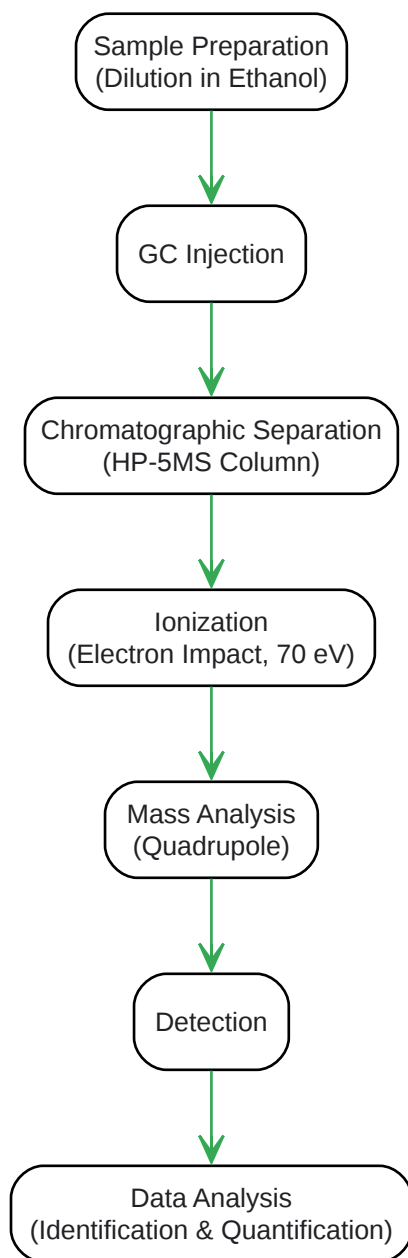 Sample Preparation
(Dilution in Ethanol)
GC Injection
Chromatographic Separation
(HP-5MS Column)
Ionization
(Electron Impact, 70 eV)
Mass Analysis
(Quadrupole)
Detection
Data Analysis
(Identification & Quantification)